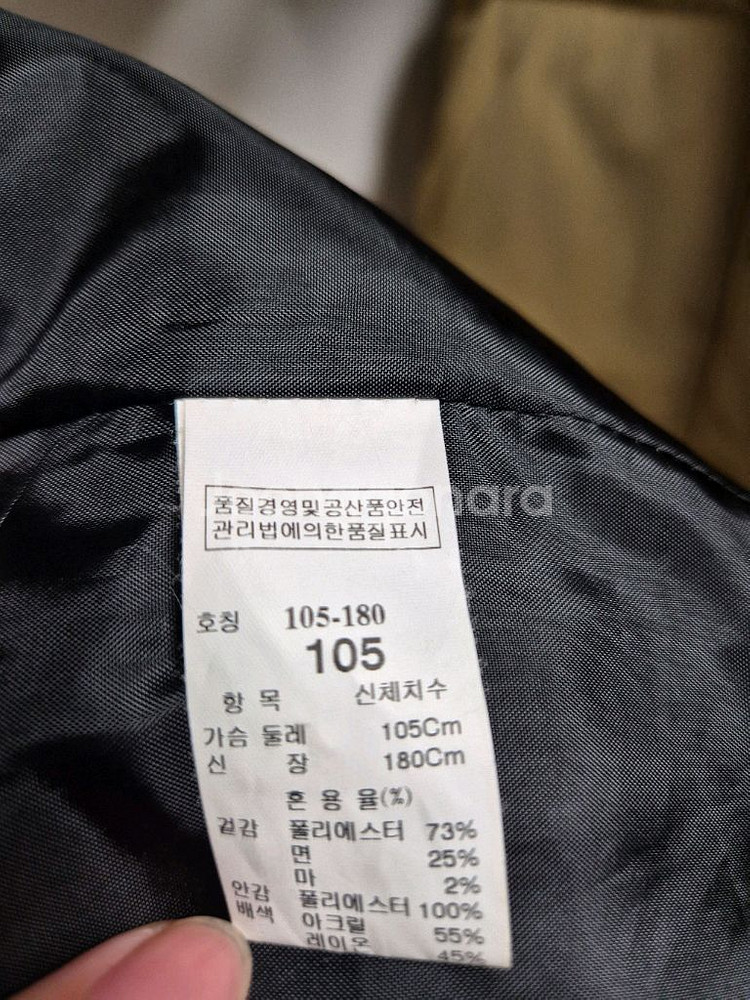 품질경영및공산품안전
관리법에의한품질표시
호칭 105-180
105
항 목 신체치수
가슴 둘레 105Cm
신 장 180Cm
혼 용 율(%)
겉감 폴리에스터 73%
면 25%
마 2%
안감 폴리에스터 100%
배색 아크릴 55%
레이온 45%